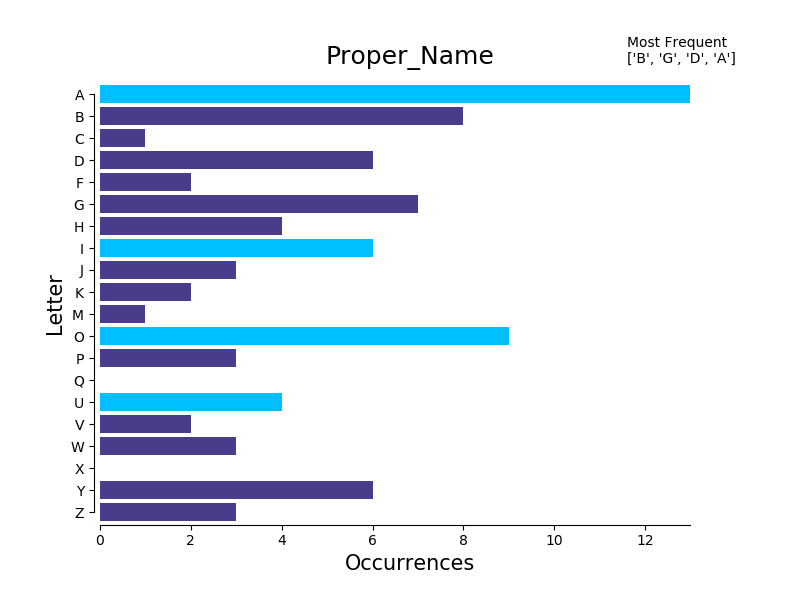 Most Frequent
['B', 'G', 'D', 'A']
Proper_Name
A
B
C
D
F
G
H
I
J
K
M
O
P
Q
U
V
W
X
Y
Z
Letter
0 2 4 6 8 10 12
Occurrences